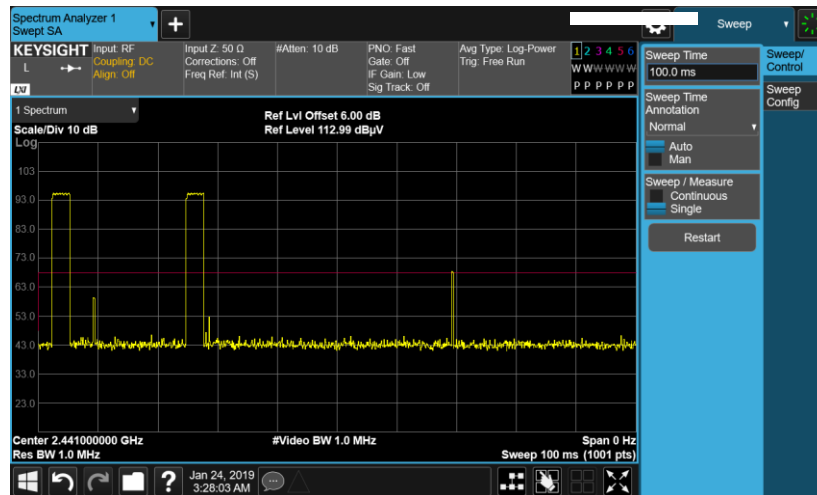 Spectrum Analyzer 1
Swept SA
+
Sweep
KEYSIGHT
L
LXI
Input: RF
Coupling: DC
Align: Off
Input Z: 50 Ω
Corrections: Off
Freq Ref: Int (S)
#Atten: 10 dB
PNO: Fast
Gate: Off
IF Gain: Low
Sig Track: Off
Avg Type: Log-Power
Trig: Free Run
1 2 3 4 5 6
W W W W W W
P P P P P P
Sweep Time
100.0 ms
Sweep Time
Annotation
Normal
Auto
Man
Sweep / Measure
Continuous
Single
Restart
Sweep/
Control
Sweep
Config
1 Spectrum
Scale/Div 10 dB
Log
Ref Lvl Offset 6.00 dB
Ref Level 112.99 dBµV
103
93.0
83.0
73.0
63.0
53.0
43.0
33.0
23.0
Center 2.441000000 GHz
Res BW 1.0 MHz
#Video BW 1.0 MHz
Span 0 Hz
Sweep 100 ms (1001 pts)
?
Jan 24, 2019
3:28:03 AM